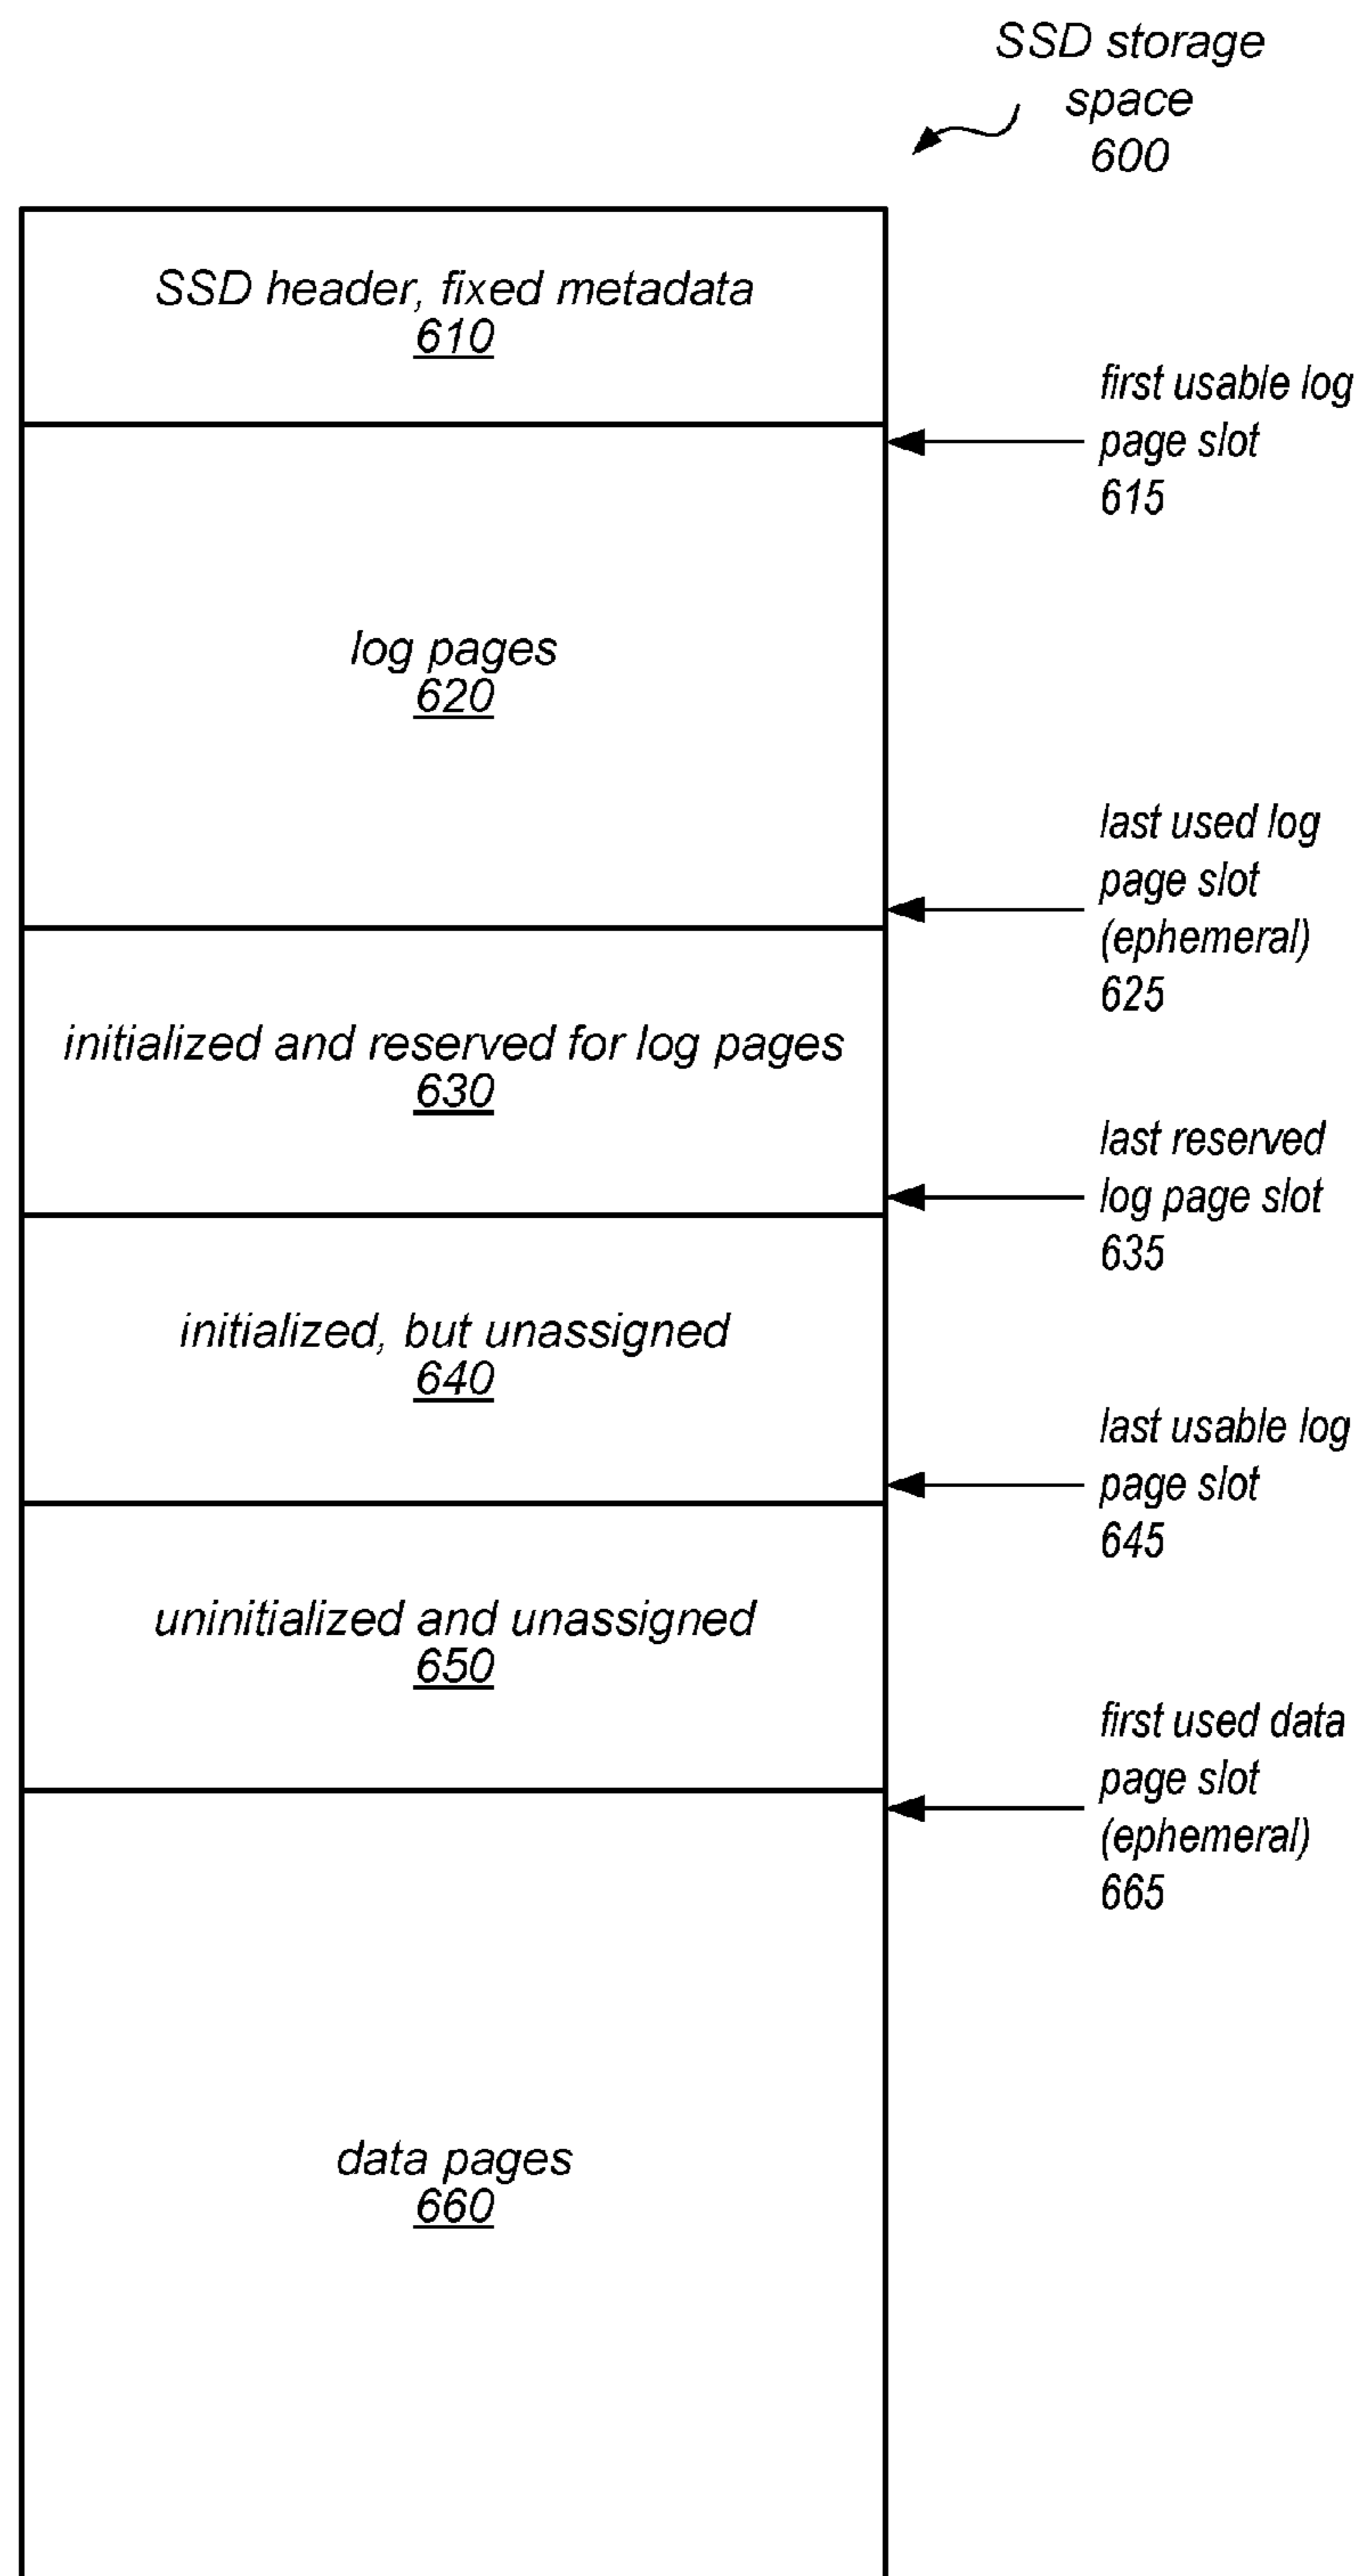 SSD storage
space
600
SSD header, fixed metadata
610
first usable log
page slot
615
log pages
620
last used log
page slot
(ephemeral)
625
initialized and reserved for log pages
630
last reserved
log page slot
635
initialized, but unassigned
640
last usable log
page slot
645
uninitialized and unassigned
650
first used data
page slot
(ephemeral)
665
data pages
660